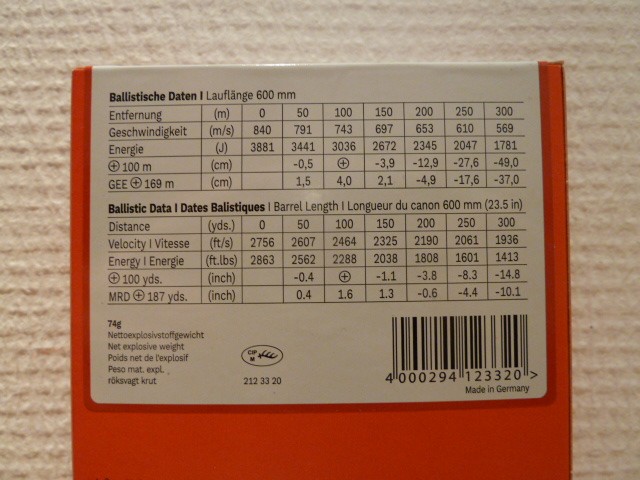 Ballistische Daten I Lauflänge 600 mm
Entfernung (m) 0 50 100 150 200 250 300
Geschwindigkeit (m/s) 840 791 743 697 653 610 569
Energie (J) 3881 3441 3036 2672 2345 2047 1781
⊕ 100 m (cm) -0,5 ⊕ -3,9 -12,9 -27,6 -49,0
GEE ⊕ 169 m (cm) 1,5 4,0 2,1 -4,9 -17,6 -37,0
Ballistic Data I Dates Balistiques I Barrel Length I Longueur du canon 600 mm (23.5 in)
Distance (yds.) 0 50 100 150 200 250 300
Velocity I Vitesse (ft/s) 2756 2607 2464 2325 2190 2061 1936
Energy I Energie (ft.lbs) 2863 2562 2288 2038 1808 1601 1413
⊕ 100 yds. (inch) -0.4 ⊕ -1.1 -3.8 -8.3 -14.8
MRD ⊕ 187 yds. (inch) 0.4 1.6 1.3 -0.6 -4.4 -10.1
74g
Nettoexplosivstoffgewicht
Net explosive weight
Poids net de l'explosif
Peso mat. expl.
röksvagt krut
CIP
M
212 33 20
4 000294 123320 >
Made in Germany